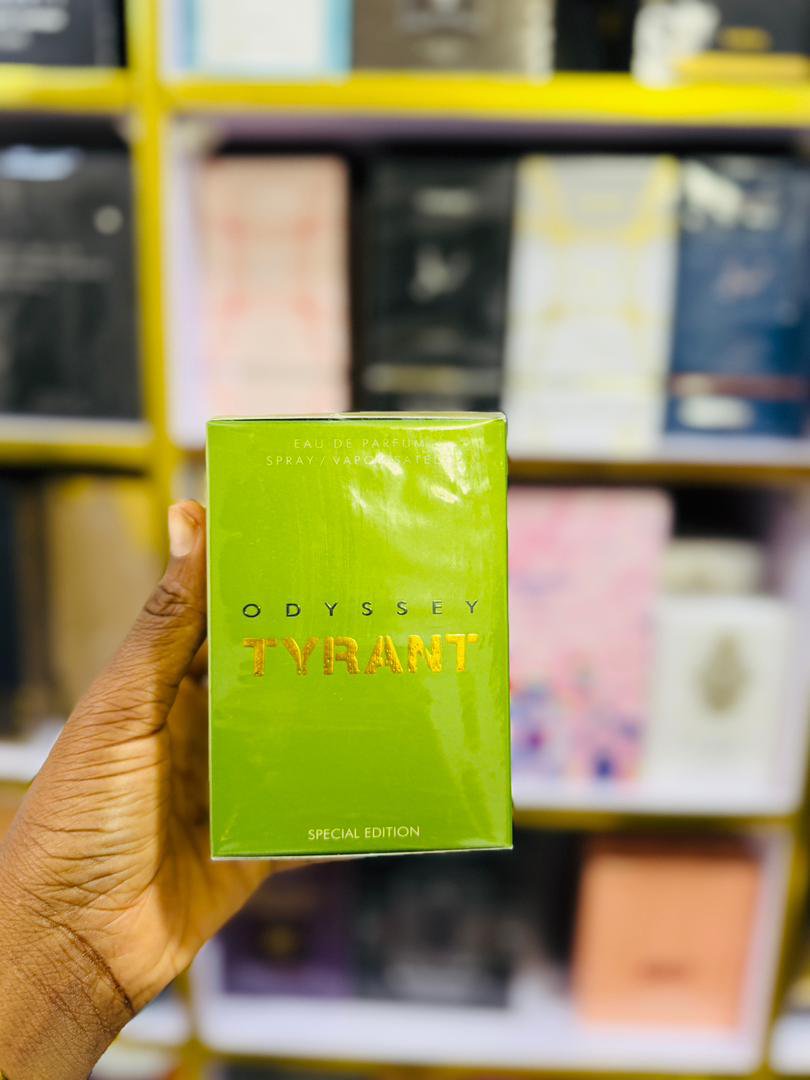 EAU DE PARFUM
SPRAY / VAPORISATEUR
ODYSSEY
TYRANT
SPECIAL EDITION